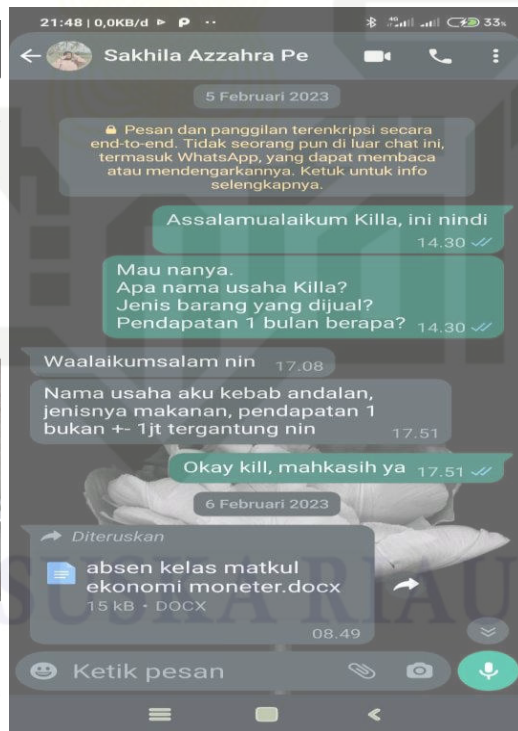 21:48 | 0,0KB/d
33%
Sakhila Azzahra Pe
5 Februari 2023
Pesan dan panggilan terenkripsi secara
end-to-end. Tidak seorang pun di luar chat ini,
termasuk WhatsApp, yang dapat membaca
atau mendengarkannya. Ketuk untuk info
selengkapnya.
Assalamualaikum Killa, ini nindi
14.30
Mau nanya.
Apa nama usaha Killa?
Jenis barang yang dijual?
Pendapatan 1 bulan berapa? 14.30
Waalaikumsalam nin 17.08
Nama usaha aku kebab andalan,
jenisnya makanan, pendapatan 1
bukan +- 1jt tergantung nin 17.51
Okay kill, mahkasih ya 17.51
6 Februari 2023
Diteruskan
absen kelas matkul
ekonomi moneter.docx
15 kB • DOCX
08.49
SUSKA RIAU
Ketik pesan